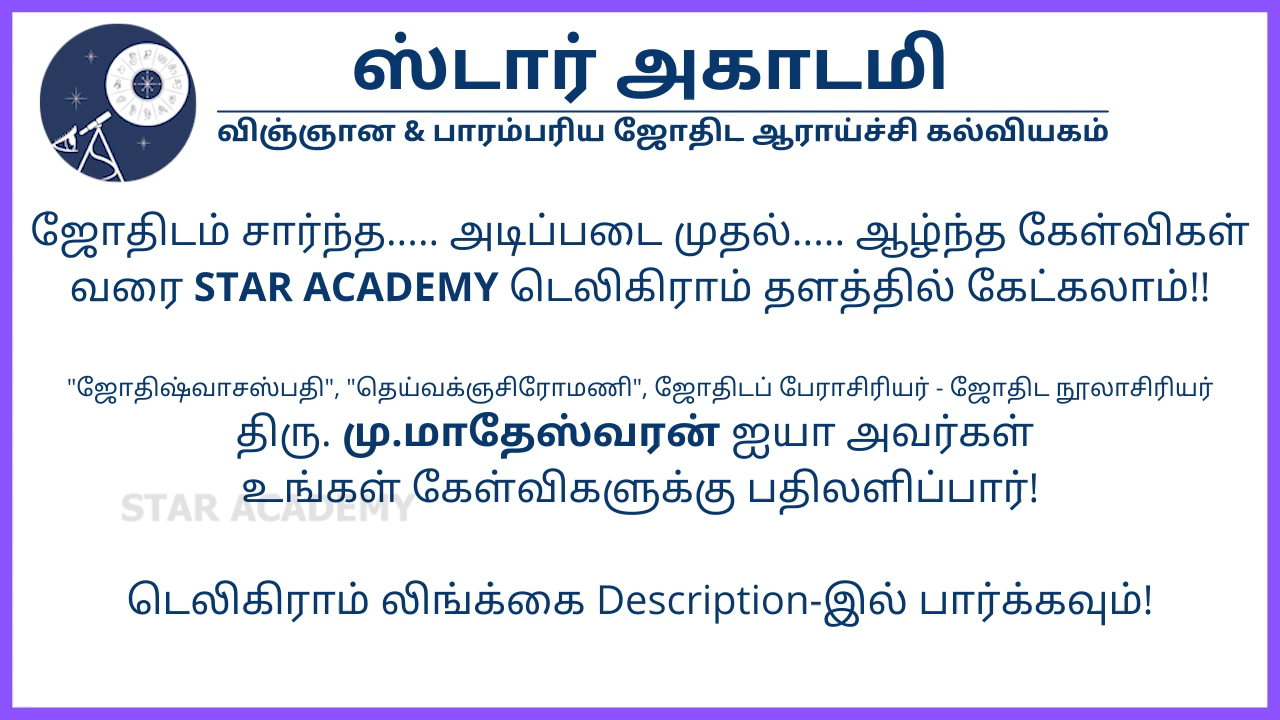 ஸ்டார் அகாடமி
விஞ்ஞான & பாரம்பரிய ஜோதிட ஆராய்ச்சி கல்வியகம்
ஜோதிடம் சார்ந்த..... அடிப்படை முதல்..... ஆழ்ந்த கேள்விகள்
வரை STAR ACADEMY டெலிகிராம் தளத்தில் கேட்கலாம்!!
"ஜோதிஷ்வாசஸ்பதி", "தெய்வக்ஞசிரோமணி", ஜோதிடப் பேராசிரியர் - ஜோதிட நூலாசிரியர்
திரு. மு.மாதேஸ்வரன் ஐயா அவர்கள்
உங்கள் கேள்விகளுக்கு பதிலளிப்பார்!
STAR ACADEMY
டெலிகிராம் லிங்க்கை Description-இல் பார்க்கவும்!